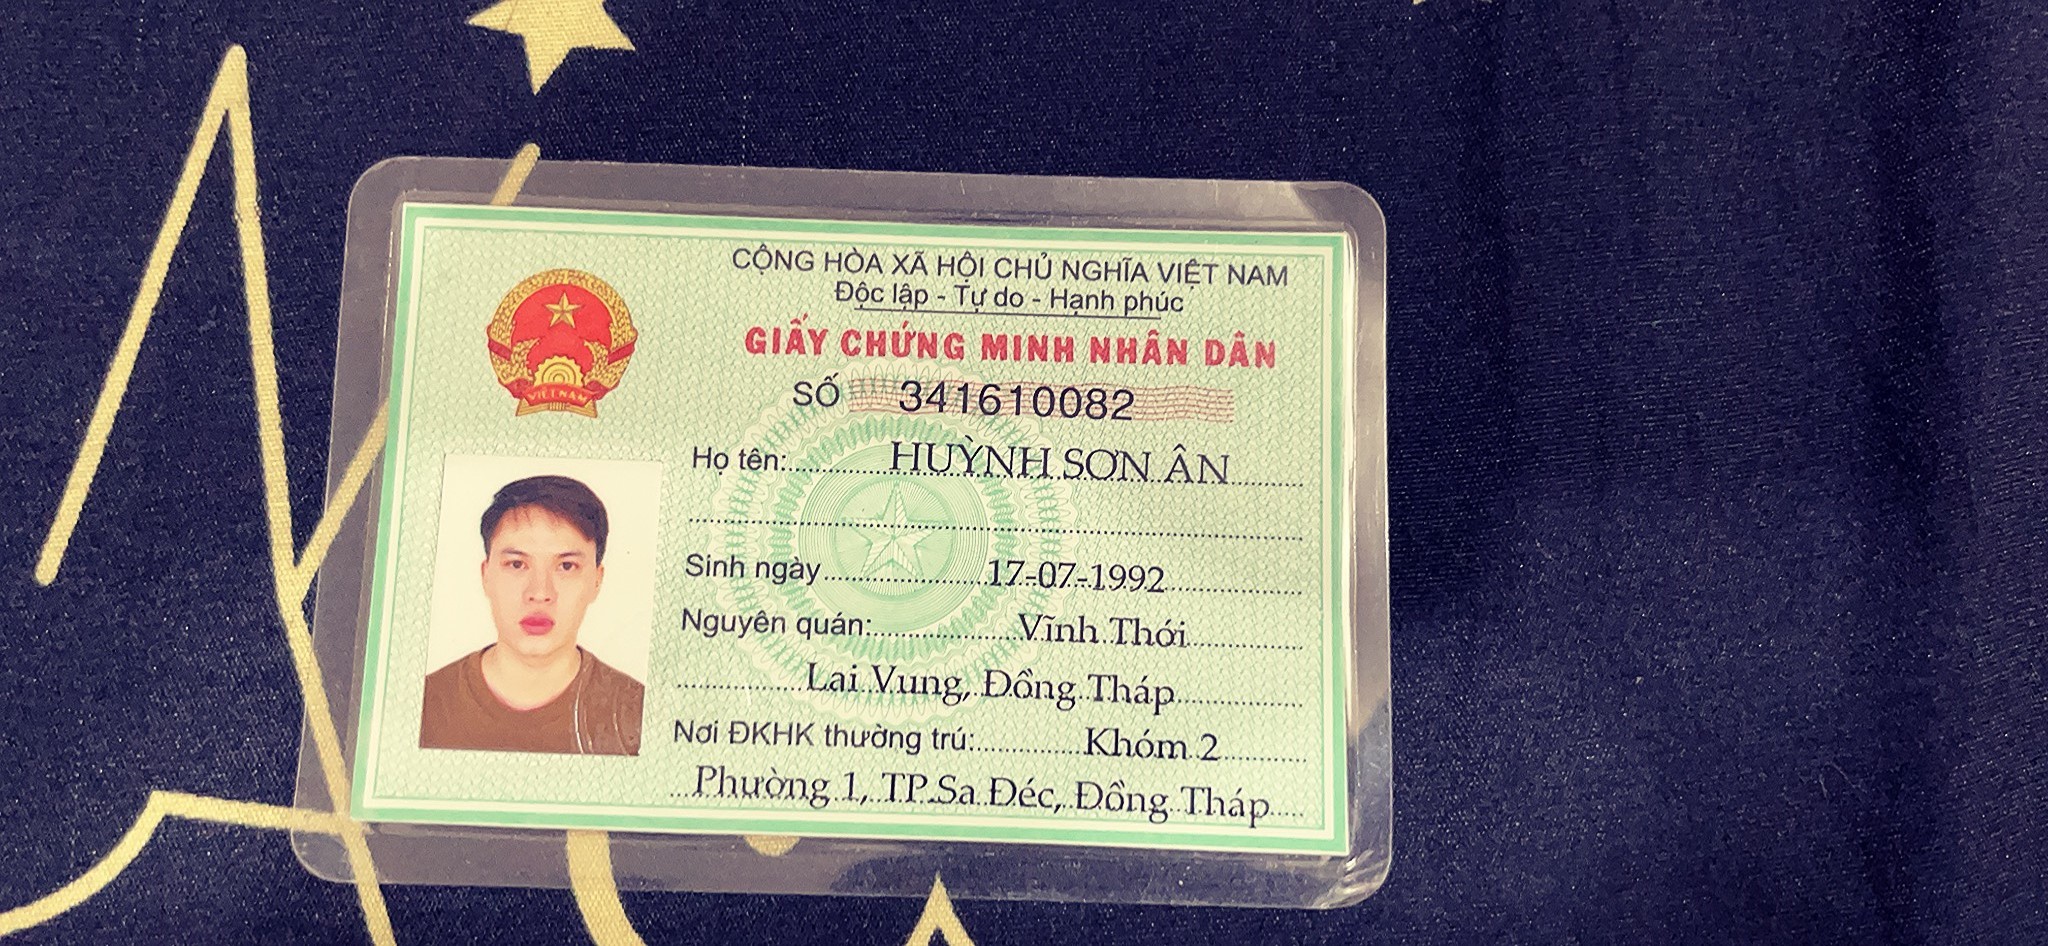 CỘNG HÒA XÃ HỘI CHỦ NGHĨA VIỆT NAM
Độc lập - Tự do - Hạnh phúc
GIẤY CHỨNG MINH NHÂN DÂN
SỐ 341610082
VIỆT NAM
Họ tên: HUỲNH SƠN ÂN
Sinh ngày 17-07-1992
Nguyên quán: Vĩnh Thới
Lai Vung, Đồng Tháp
Nơi ĐKHK thường trú: Khóm 2
Phường 1, TP.Sa Đéc, Đồng Tháp